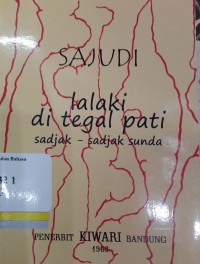 SAJUDI
lalaki
di tegal pati
sadjak - sadjak sunda
PENERBIT KIWARI BANDUNG